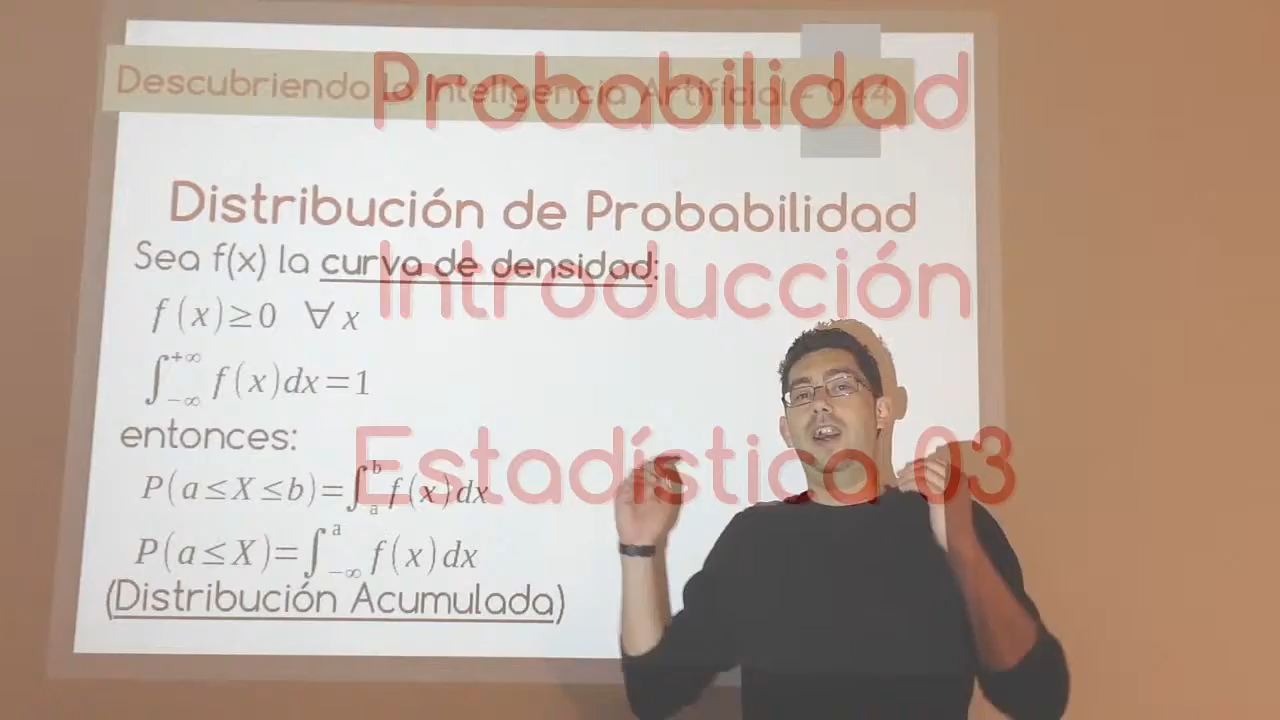 Descubriendo la Inteligencia Artificial - 044
Probabilidad
Distribución de Probabilidad
Sea f(x) la curva de densidad:
Introducción
f(x)≥0 ∀x
∫_{-∞}^{+∞} f(x)dx=1
entonces:
Estadística 03
P(a≤X≤b)=∫_a^b f(x)dx
P(a≤X)=∫_{-∞}^a f(x)dx
(Distribución Acumulada)